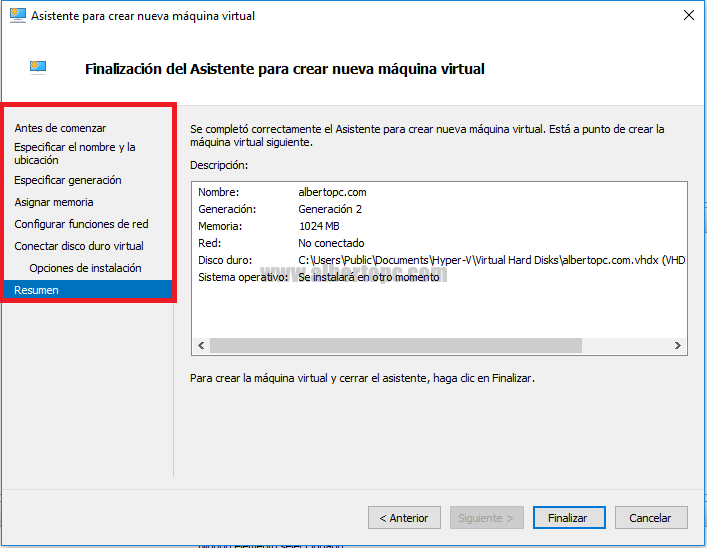 Asistente para crear nueva máquina virtual
Finalización del Asistente para crear nueva máquina virtual
Antes de comenzar
Especificar el nombre y la
ubicación
Especificar generación
Asignar memoria
Configurar funciones de red
Conectar disco duro virtual
Opciones de instalación
Resumen
Se completó correctamente el Asistente para crear nueva máquina virtual. Está a punto de crear la
máquina virtual siguiente.
Descripción:
Nombre: albertopc.com
Generación: Generación 2
Memoria: 1024 MB
Red: No conectado
Disco duro: C:\Users\Public\Documents\Hyper-V\Virtual Hard Disks\albertopc.com.vhdx (VHD
www.albertopc.com
Sistema operativo: Se instalará en otro momento
Para crear la máquina virtual y cerrar el asistente, haga clic en Finalizar.
< Anterior
Siguiente >
Finalizar
Cancelar